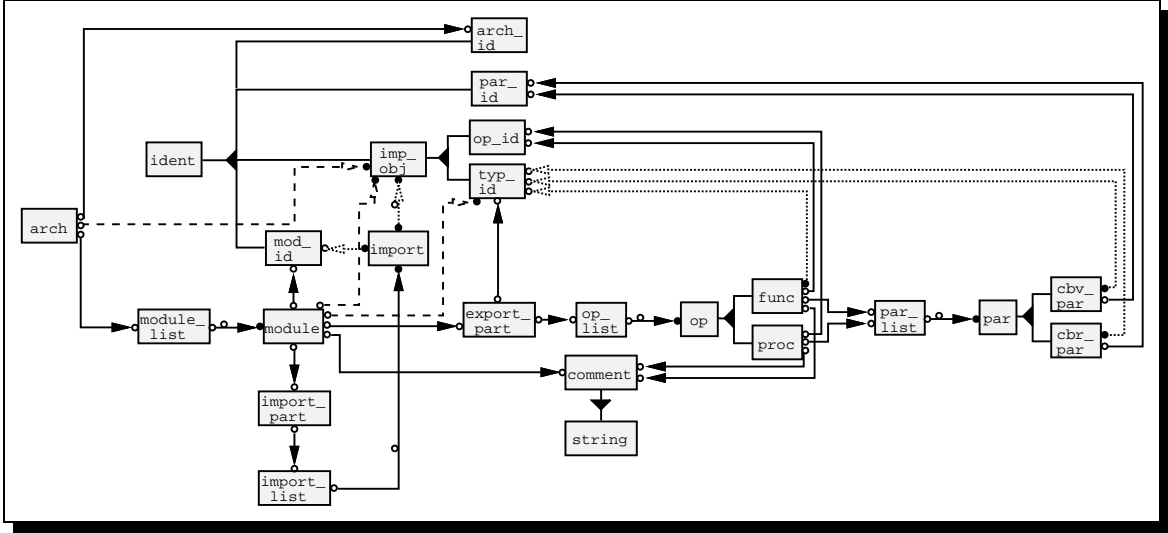 arch_
id
par_
id
op_id
ident
imp_
obj
typ_
id
arch
mod_
id
import
module_
list
module
export_
part
op_
list
op
func
proc
par_
list
par
cbv_
par
cbr_
par
comment
import_
part
string
import_
list